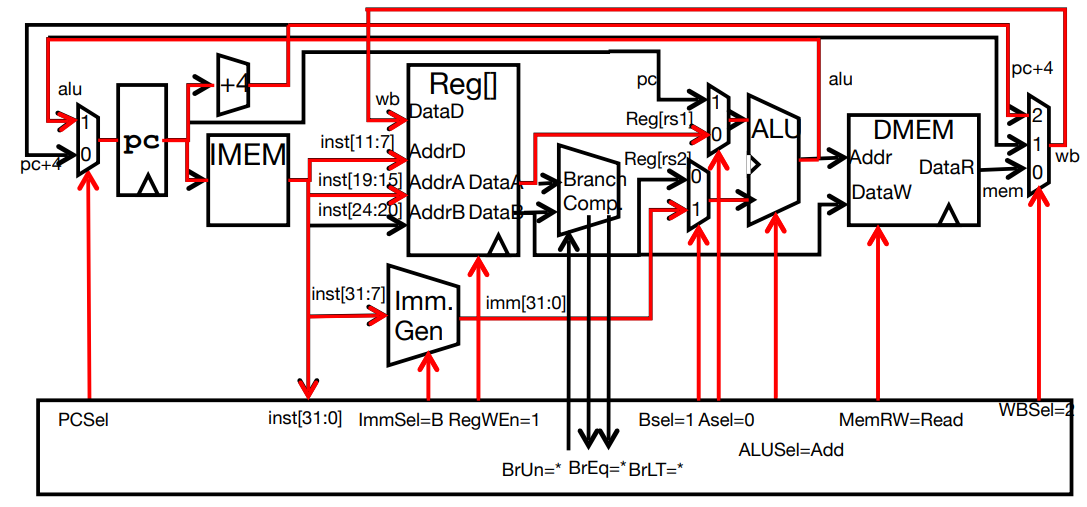 pc+4
alu
alu
Reg[]
pc
+4
wb
DataD
1
Reg[rs1]
2
1
pc
inst[11:7]
0
ALU
DMEM
1
wb
0
IMEM
AddrD
Reg[rs2]
Addr
pc+4
inst[19:15]
AddrA DataA
Branch
0
DataR
0
Comp.
DataW
mem
inst[24:20]
AddrB DataB
1
inst[31:7]
Imm.
imm[31:0]
Gen
PCSel
inst[31:0]
ImmSel=B
RegWEn=1
Bsel=1
Asel=0
MemRW=Read
WBSel=2
ALUSel=Add
BrUn=*
BrEq=*
BrLT=*